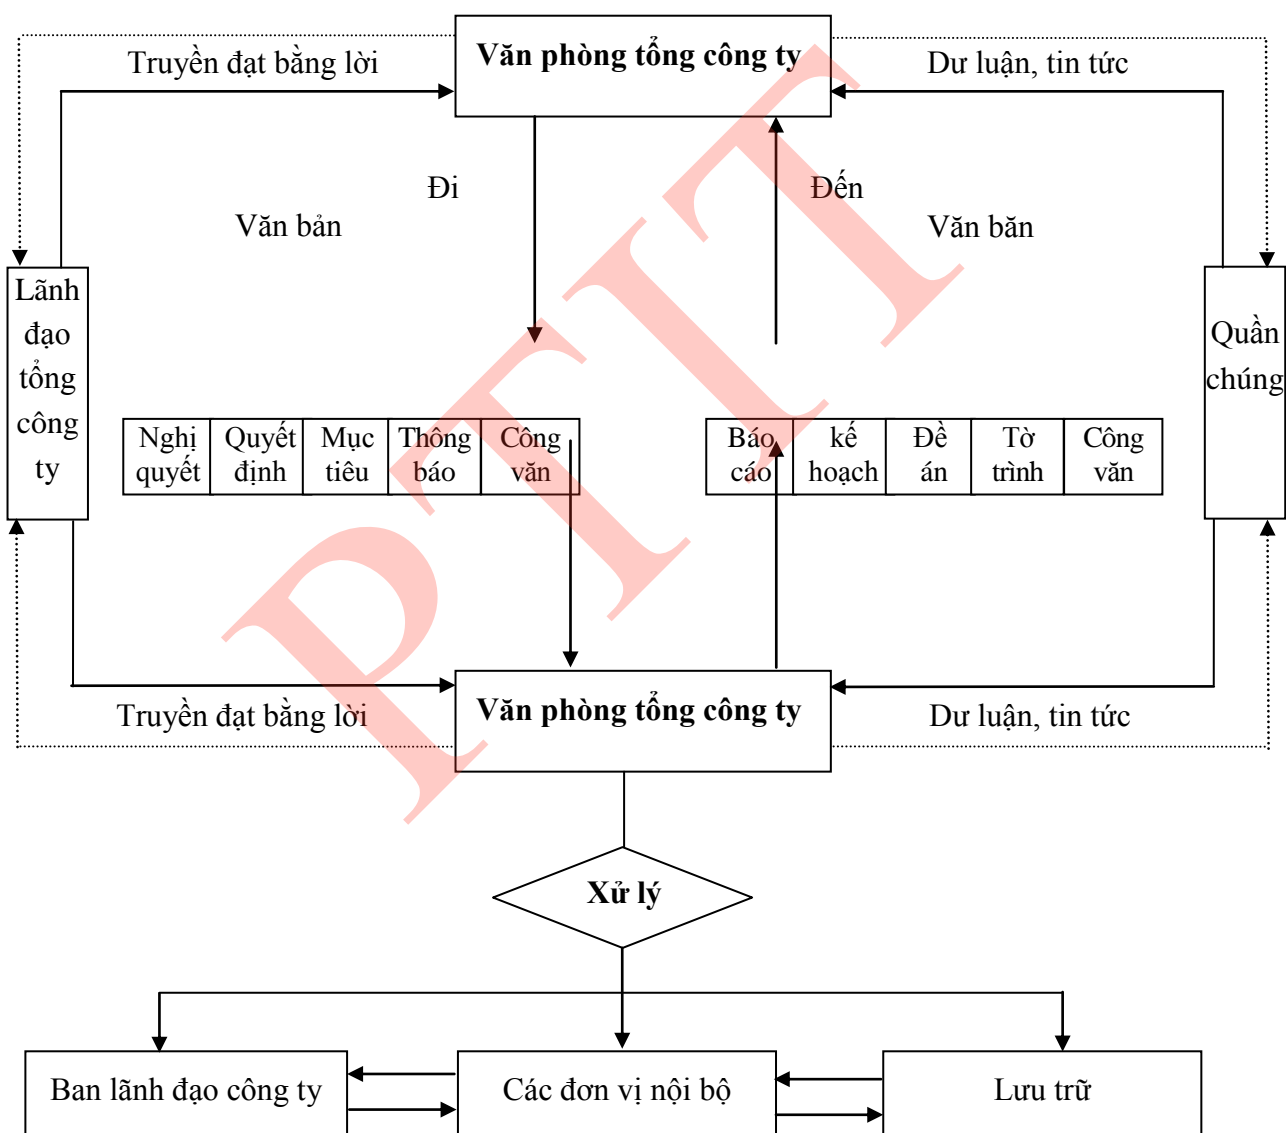 Văn phòng tổng công ty
Truyền đạt bằng lời
Dư luận, tin tức
Đi
Đến
Văn bản
Văn băn
Lãnh
đạo
tổng
công
ty
Quần
chúng
Nghị
quyết
Quyết
định
Mục
tiêu
Thông
báo
Công
văn
Báo
cáo
kế
hoạch
Đề
án
Tờ
trình
Công
văn
PTIT
Văn phòng tổng công ty
Truyền đạt bằng lời
Dư luận, tin tức
Xử lý
Ban lãnh đạo công ty
Các đơn vị nội bộ
Lưu trữ